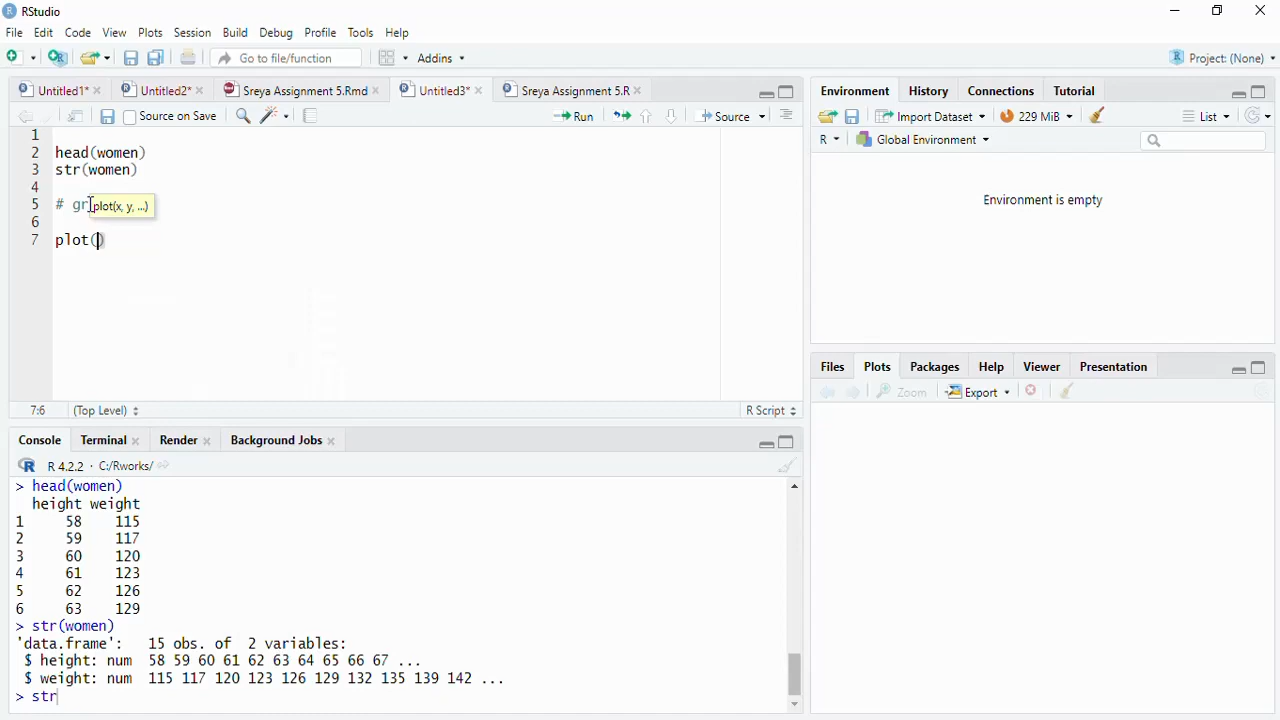 RStudio
File Edit Code View Plots Session Build Debug Profile Tools Help
Go to file/function Addins Project: (None)
Untitled1* Untitled2* Sreya Assignment 5.Rmd Untitled3* Sreya Assignment 5.R
Source on Save Run Source
1
2 head(women)
3 str(women)
4
5 # gr
plot(x, y, ...)
6
7 plot()
7:6 (Top Level) R Script
Console Terminal Render Background Jobs
R 4.2.2 · C:/Rworks/
> head(women)
height weight
1 58 115
2 59 117
3 60 120
4 61 123
5 62 126
6 63 129
> str(women)
'data.frame': 15 obs. of 2 variables:
$ height: num 58 59 60 61 62 63 64 65 66 67 ...
$ weight: num 115 117 120 123 126 129 132 135 139 142 ...
> str
Environment History Connections Tutorial
Import Dataset 229 MiB List
R Global Environment
Environment is empty
Files Plots Packages Help Viewer Presentation
Zoom Export